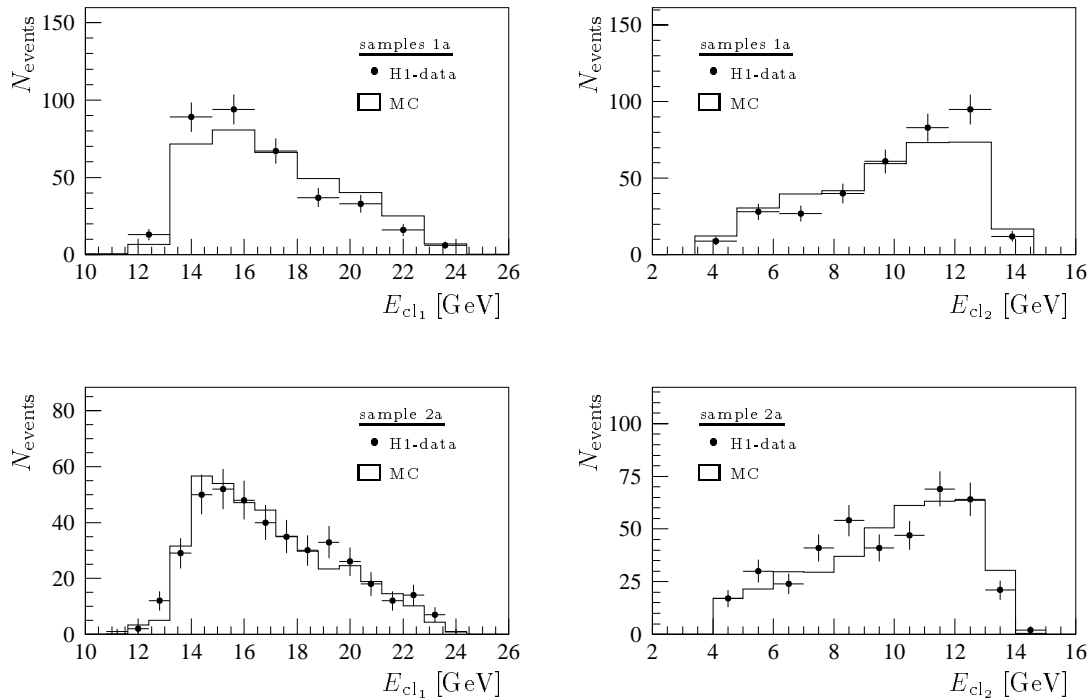 N_events
150
100
50
0
samples 1a
H1-data
MC
10 12 14 16 18 20 22 24 26
E_cl₁ [GeV]
N_events
150
100
50
0
samples 1a
H1-data
MC
2 4 6 8 10 12 14 16
E_cl₂ [GeV]
N_events
80
60
40
20
0
sample 2a
H1-data
MC
10 12 14 16 18 20 22 24 26
E_cl₁ [GeV]
N_events
100
75
50
25
0
sample 2a
H1-data
MC
2 4 6 8 10 12 14 16
E_cl₂ [GeV]